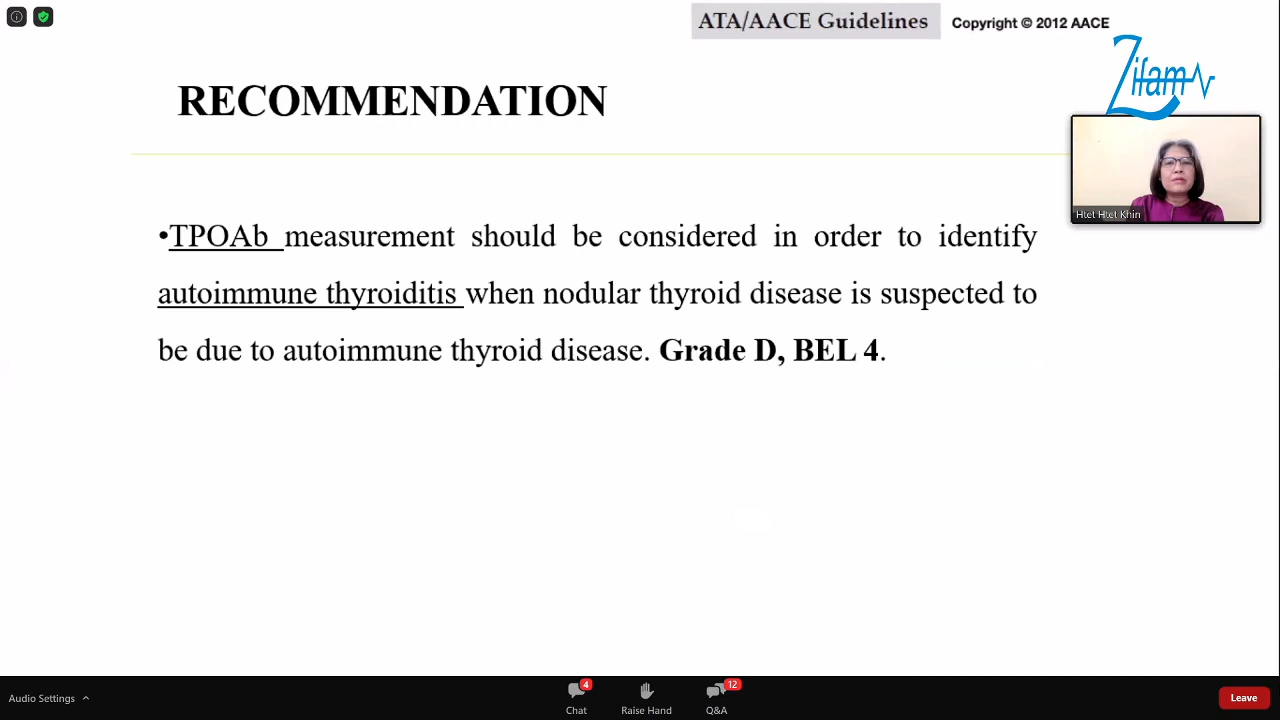 ATA/AACE Guidelines
Copyright © 2012 AACE
Zifam
RECOMMENDATION
Htet Htet Khin
•TPOAb measurement should be considered in order to identify
autoimmune thyroiditis when nodular thyroid disease is suspected to
be due to autoimmune thyroid disease. Grade D, BEL 4.
Audio Settings
4
Chat
Raise Hand
12
Q&A
Leave